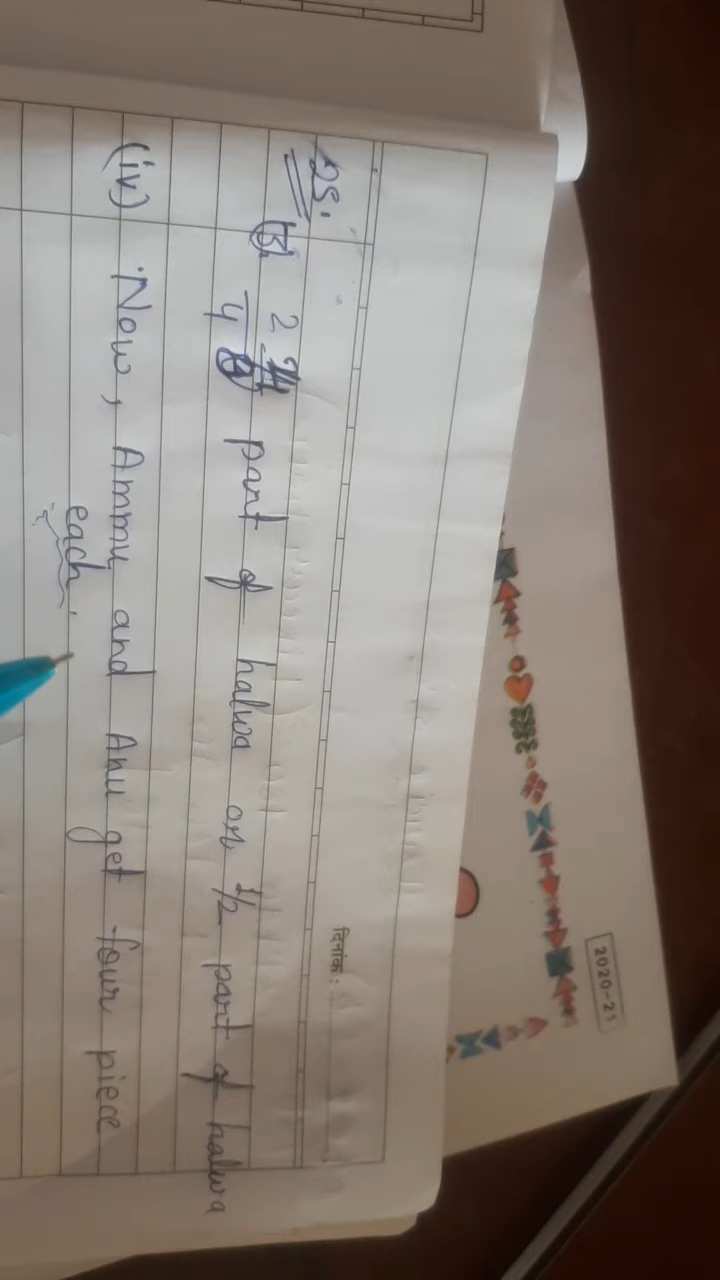 2020-21
दिनांक :
25.
2/4 part of halwa or 1/2 part of halwa
(iv) Now, Ammu and Anu get four piece
each.